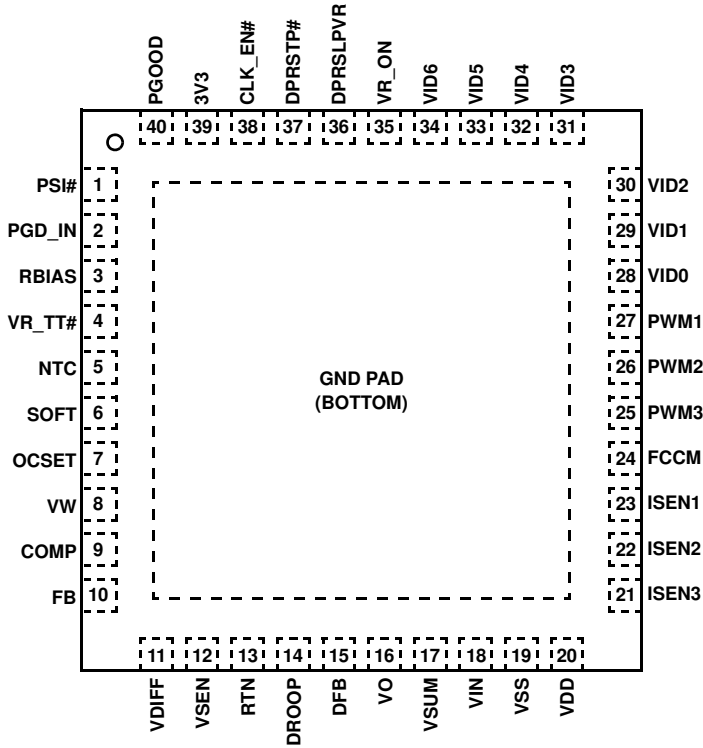 PGOOD
3V3
CLK_EN#
DPRSTP#
DPRSLPVR
VR_ON
VID6
VID5
VID4
VID3
40 39 38 37 36 35 34 33 32 31
PSI# 1
PGD_IN 2
RBIAS 3
VR_TT# 4
NTC 5
SOFT 6
OCSET 7
VW 8
COMP 9
FB 10
GND PAD
(BOTTOM)
30 VID2
29 VID1
28 VID0
27 PWM1
26 PWM2
25 PWM3
24 FCCM
23 ISEN1
22 ISEN2
21 ISEN3
11 12 13 14 15 16 17 18 19 20
VDIFF
VSEN
RTN
DROOP
DFB
VO
VSUM
VIN
VSS
VDD